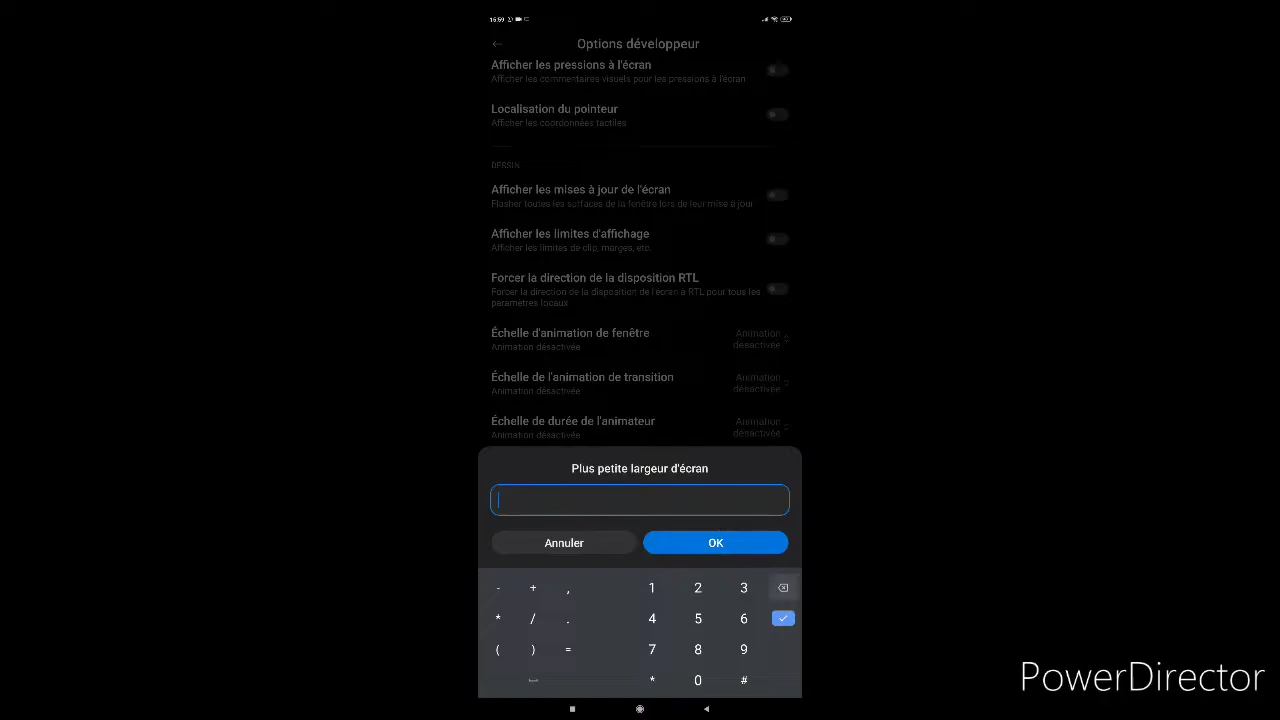 16:59
Options développeur
Afficher les pressions à l'écran
Afficher les commentaires visuels pour les pressions à l'écran
Localisation du pointeur
Afficher les coordonnées tactiles
DESSIN
Afficher les mises à jour de l'écran
Flasher toutes les surfaces de la fenêtre lors de leur mise à jour
Afficher les limites d'affichage
Afficher les limites de clip, marges, etc.
Forcer la direction de la disposition RTL
Forcer la direction de la disposition de l'écran à RTL pour tous les
paramètres locaux
Échelle d'animation de fenêtre
Animation désactivée
Animation
désactivée
Échelle de l'animation de transition
Animation désactivée
Animation
désactivée
Échelle de durée de l'animateur
Animation désactivée
Animation
désactivée
Plus petite largeur d'écran
Annuler OK
- + , 1 2 3
* / . 4 5 6
( ) = 7 8 9
* 0 #
PowerDirector